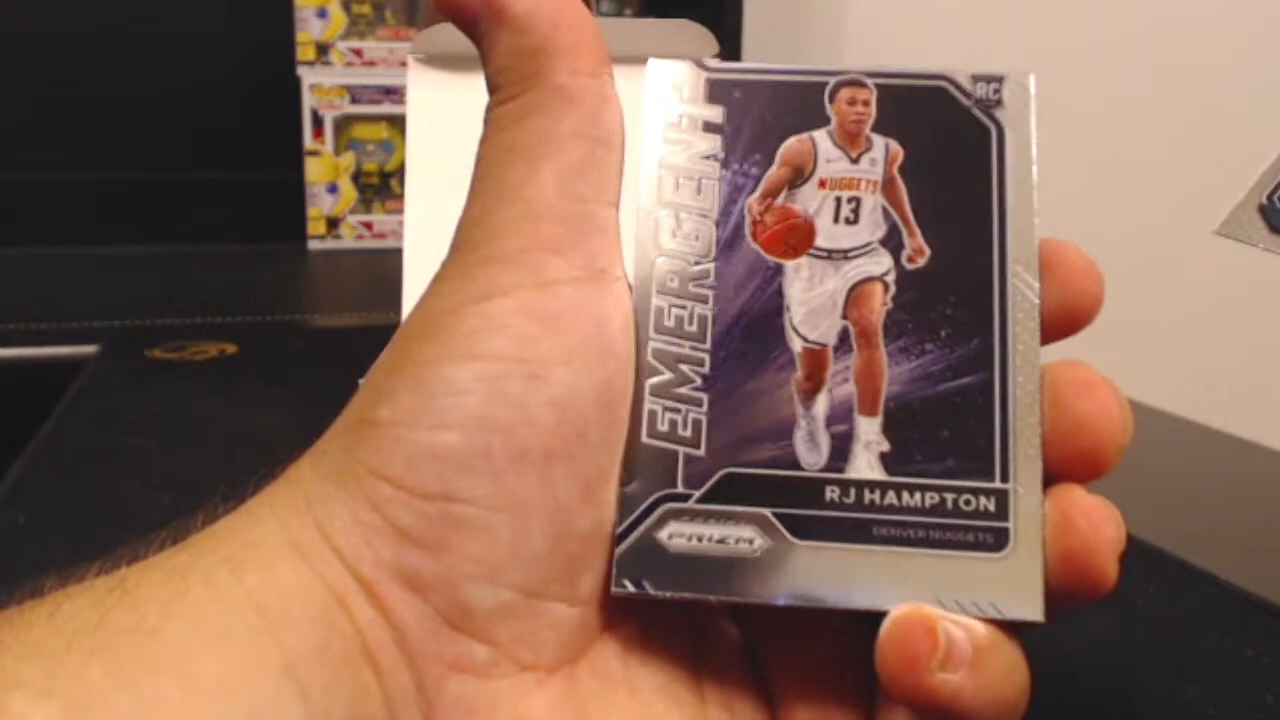 EMERGENT
RC
NUGGETS
13
RJ HAMPTON
DENVER NUGGETS
PANINI
PRIZM